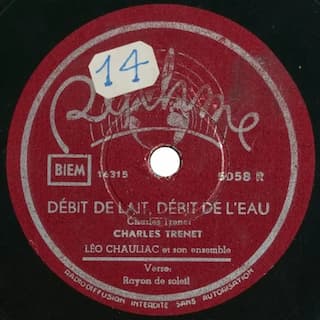 14
Rythme
BIEM
16315
5058 R
DÉBIT DE LAIT, DÉBIT DE L'EAU
Charles Trenet
CHARLES TRENET
LÉO CHAULIAC et son ensemble
Verse:
Rayon de soleil
RADIODIFFUSION INTERDITE SANS AUTORISATION